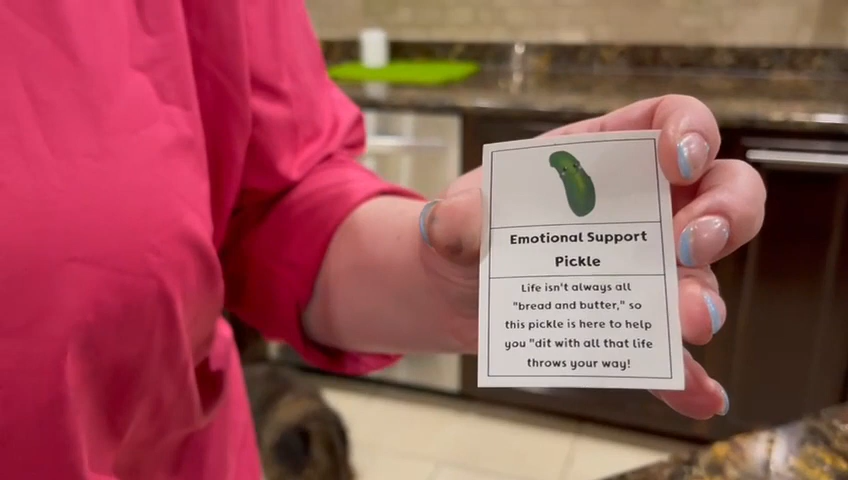 Emotional Support
Pickle
Life isn't always all
"bread and butter," so
this pickle is here to help
you "dit with all that life
throws your way!